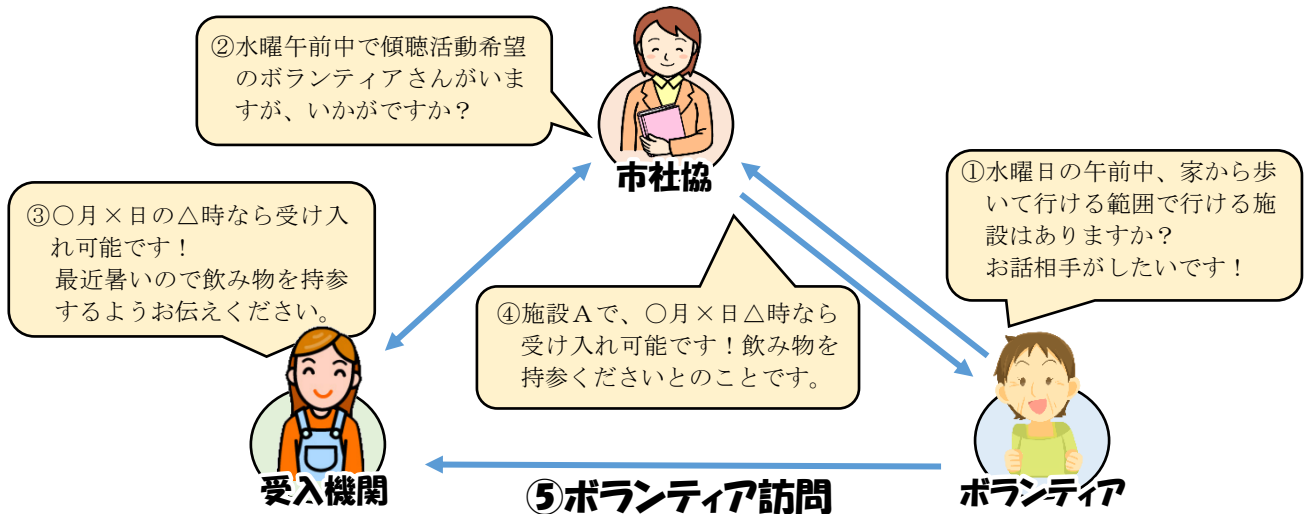 ②水曜午前中で傾聴活動希望
のボランティアさんがいま
すが、いかがですか？
市社協
①水曜日の午前中、家から歩
いて行ける範囲で行ける施
設はありますか？
お話相手がしたいです！
③○月×日の△時なら受け入
れ可能です！
最近暑いので飲み物を持参
するようお伝えください。
④施設Ａで、○月×日△時なら
受け入れ可能です！飲み物を
持参くださいとのことです。
受入機関
⑤ボランティア訪問
ボランティア